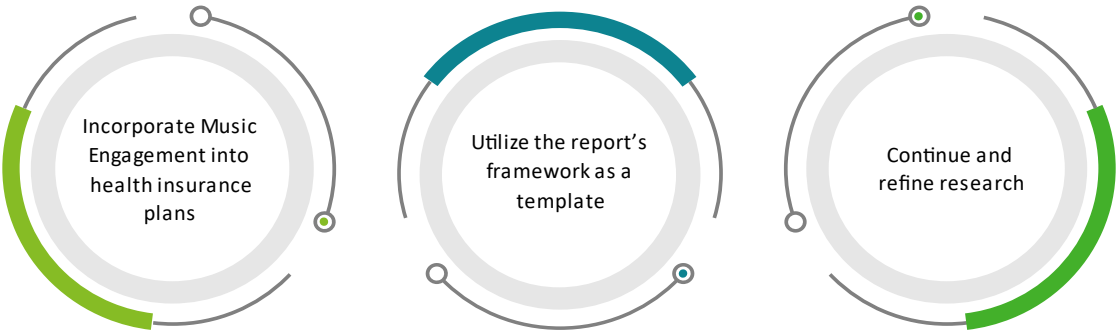 Incorporate Music
Engagement into
health insurance
plans
Utilize the report's
framework as a
template
Continue and
refine research